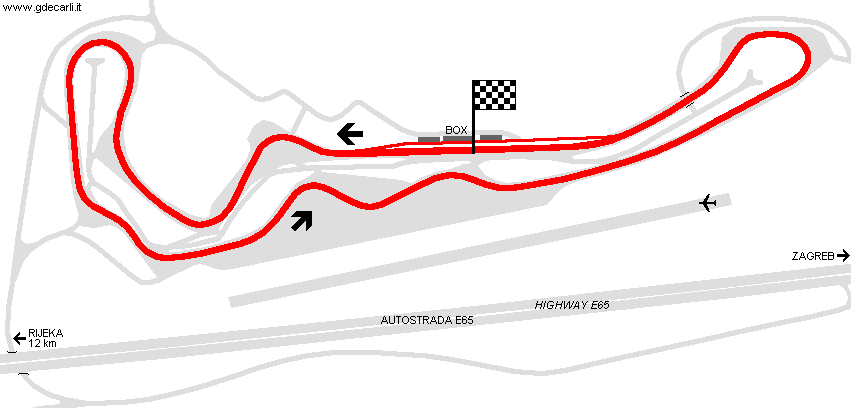 www.gdecarli.it
BOX
ZAGREB
HIGHWAY E65
AUTOSTRADA E65
RIJEKA
12 km